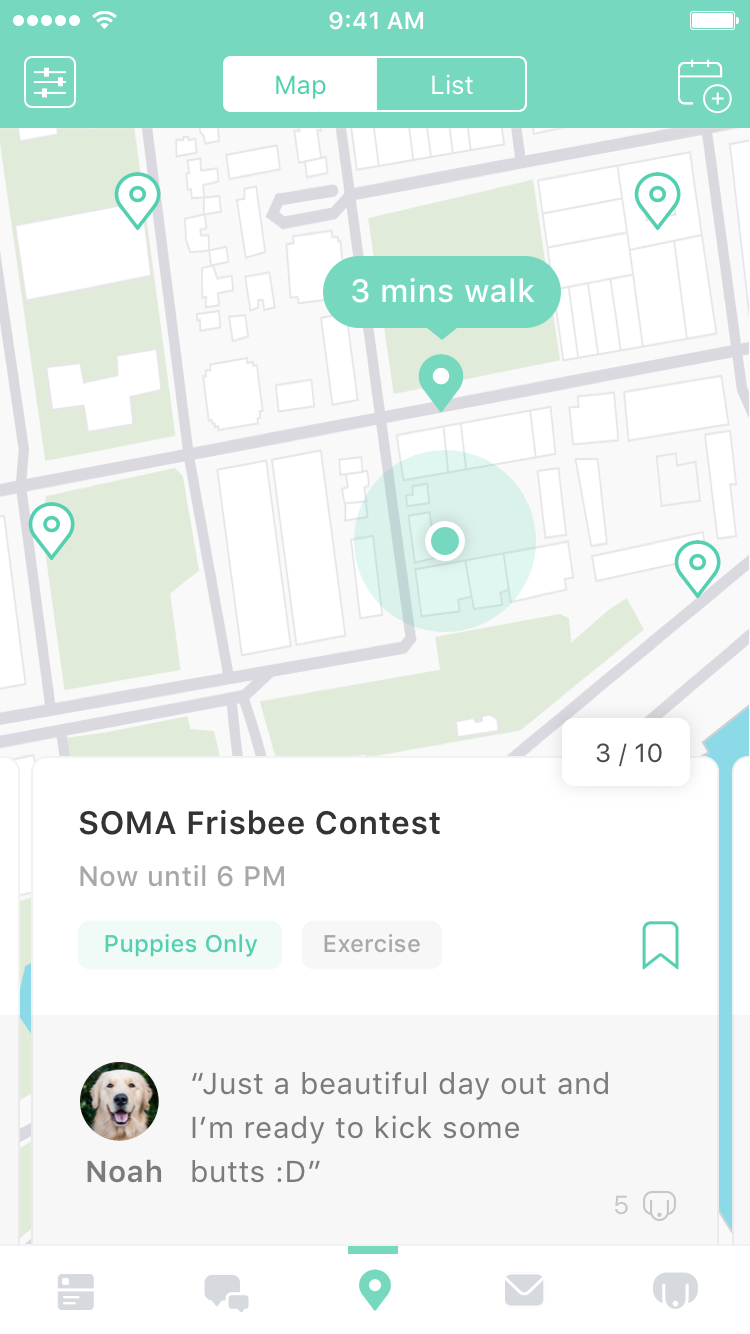 9:41 AM
Map
List
3 mins walk
3 / 10
SOMA Frisbee Contest
Now until 6 PM
Puppies Only
Exercise
“Just a beautiful day out and
I’m ready to kick some
butts :D”
Noah
5